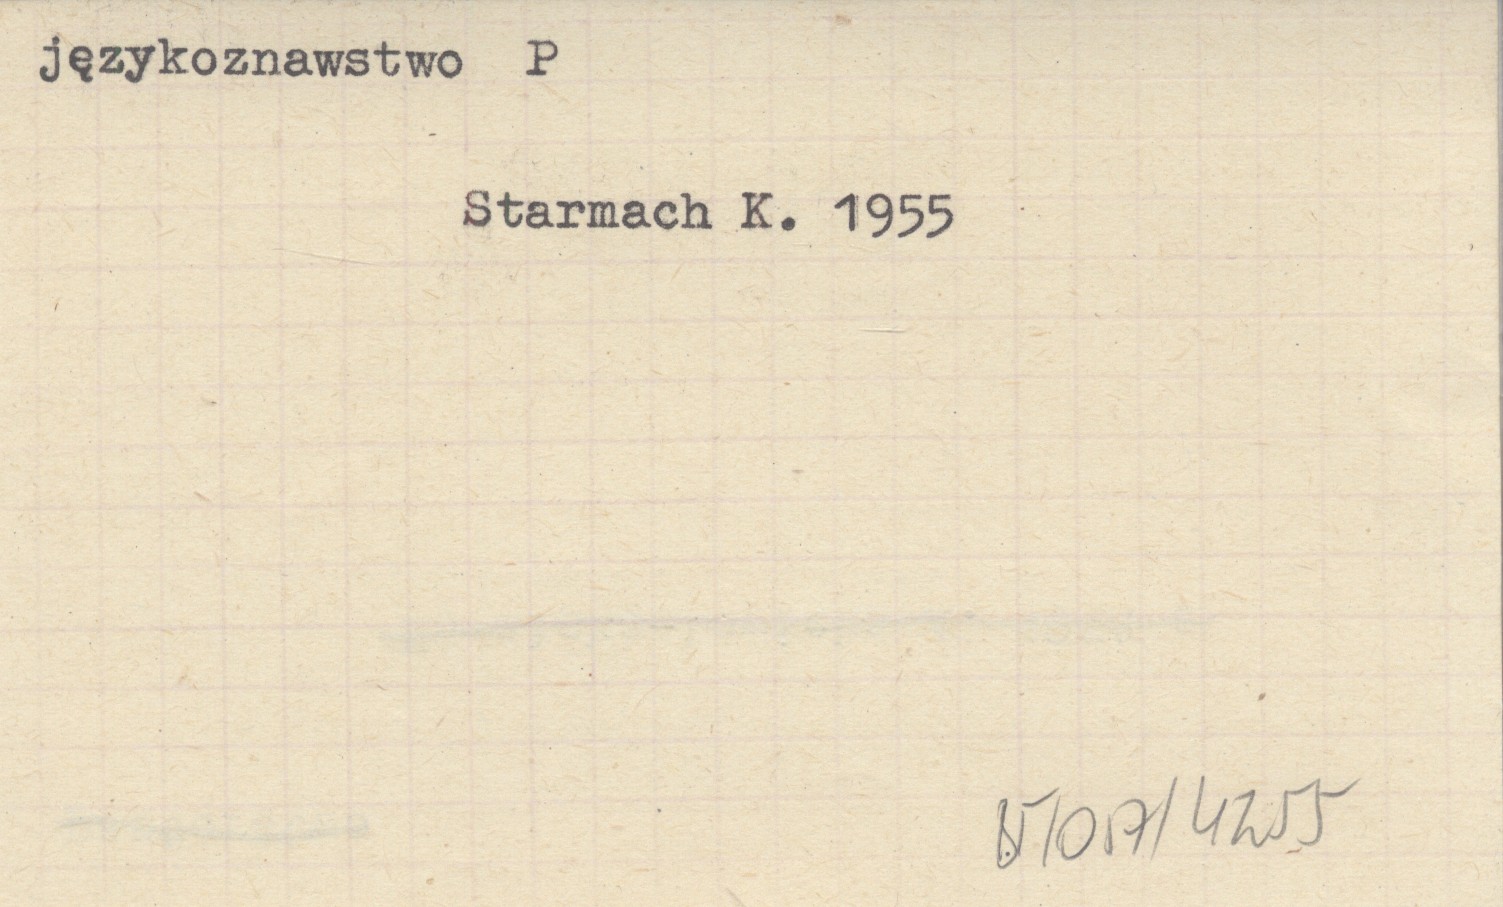 językoznawstwo P
Starmach K. 1955